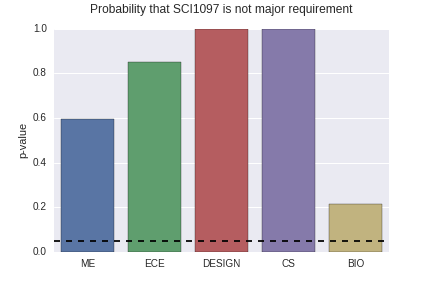 Probability that SCI1097 is not major requirement
p-value
1.0
0.8
0.6
0.4
0.2
0.0
ME ECE DESIGN CS BIO